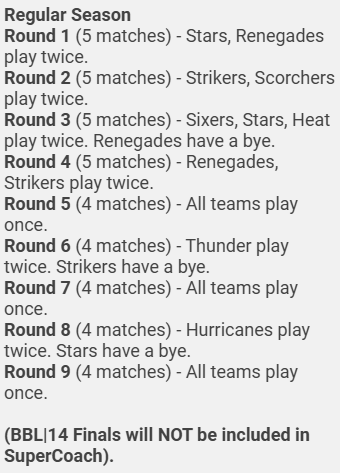 Regular Season
Round 1 (5 matches) - Stars, Renegades
play twice.
Round 2 (5 matches) - Strikers, Scorchers
play twice.
Round 3 (5 matches) - Sixers, Stars, Heat
play twice. Renegades have a bye.
Round 4 (5 matches) - Renegades,
Strikers play twice.
Round 5 (4 matches) - All teams play
once.
Round 6 (4 matches) - Thunder play
twice. Strikers have a bye.
Round 7 (4 matches) - All teams play
once.
Round 8 (4 matches) - Hurricanes play
twice. Stars have a bye.
Round 9 (4 matches) - All teams play
once.
(BBL|14 Finals will NOT be included in
SuperCoach).